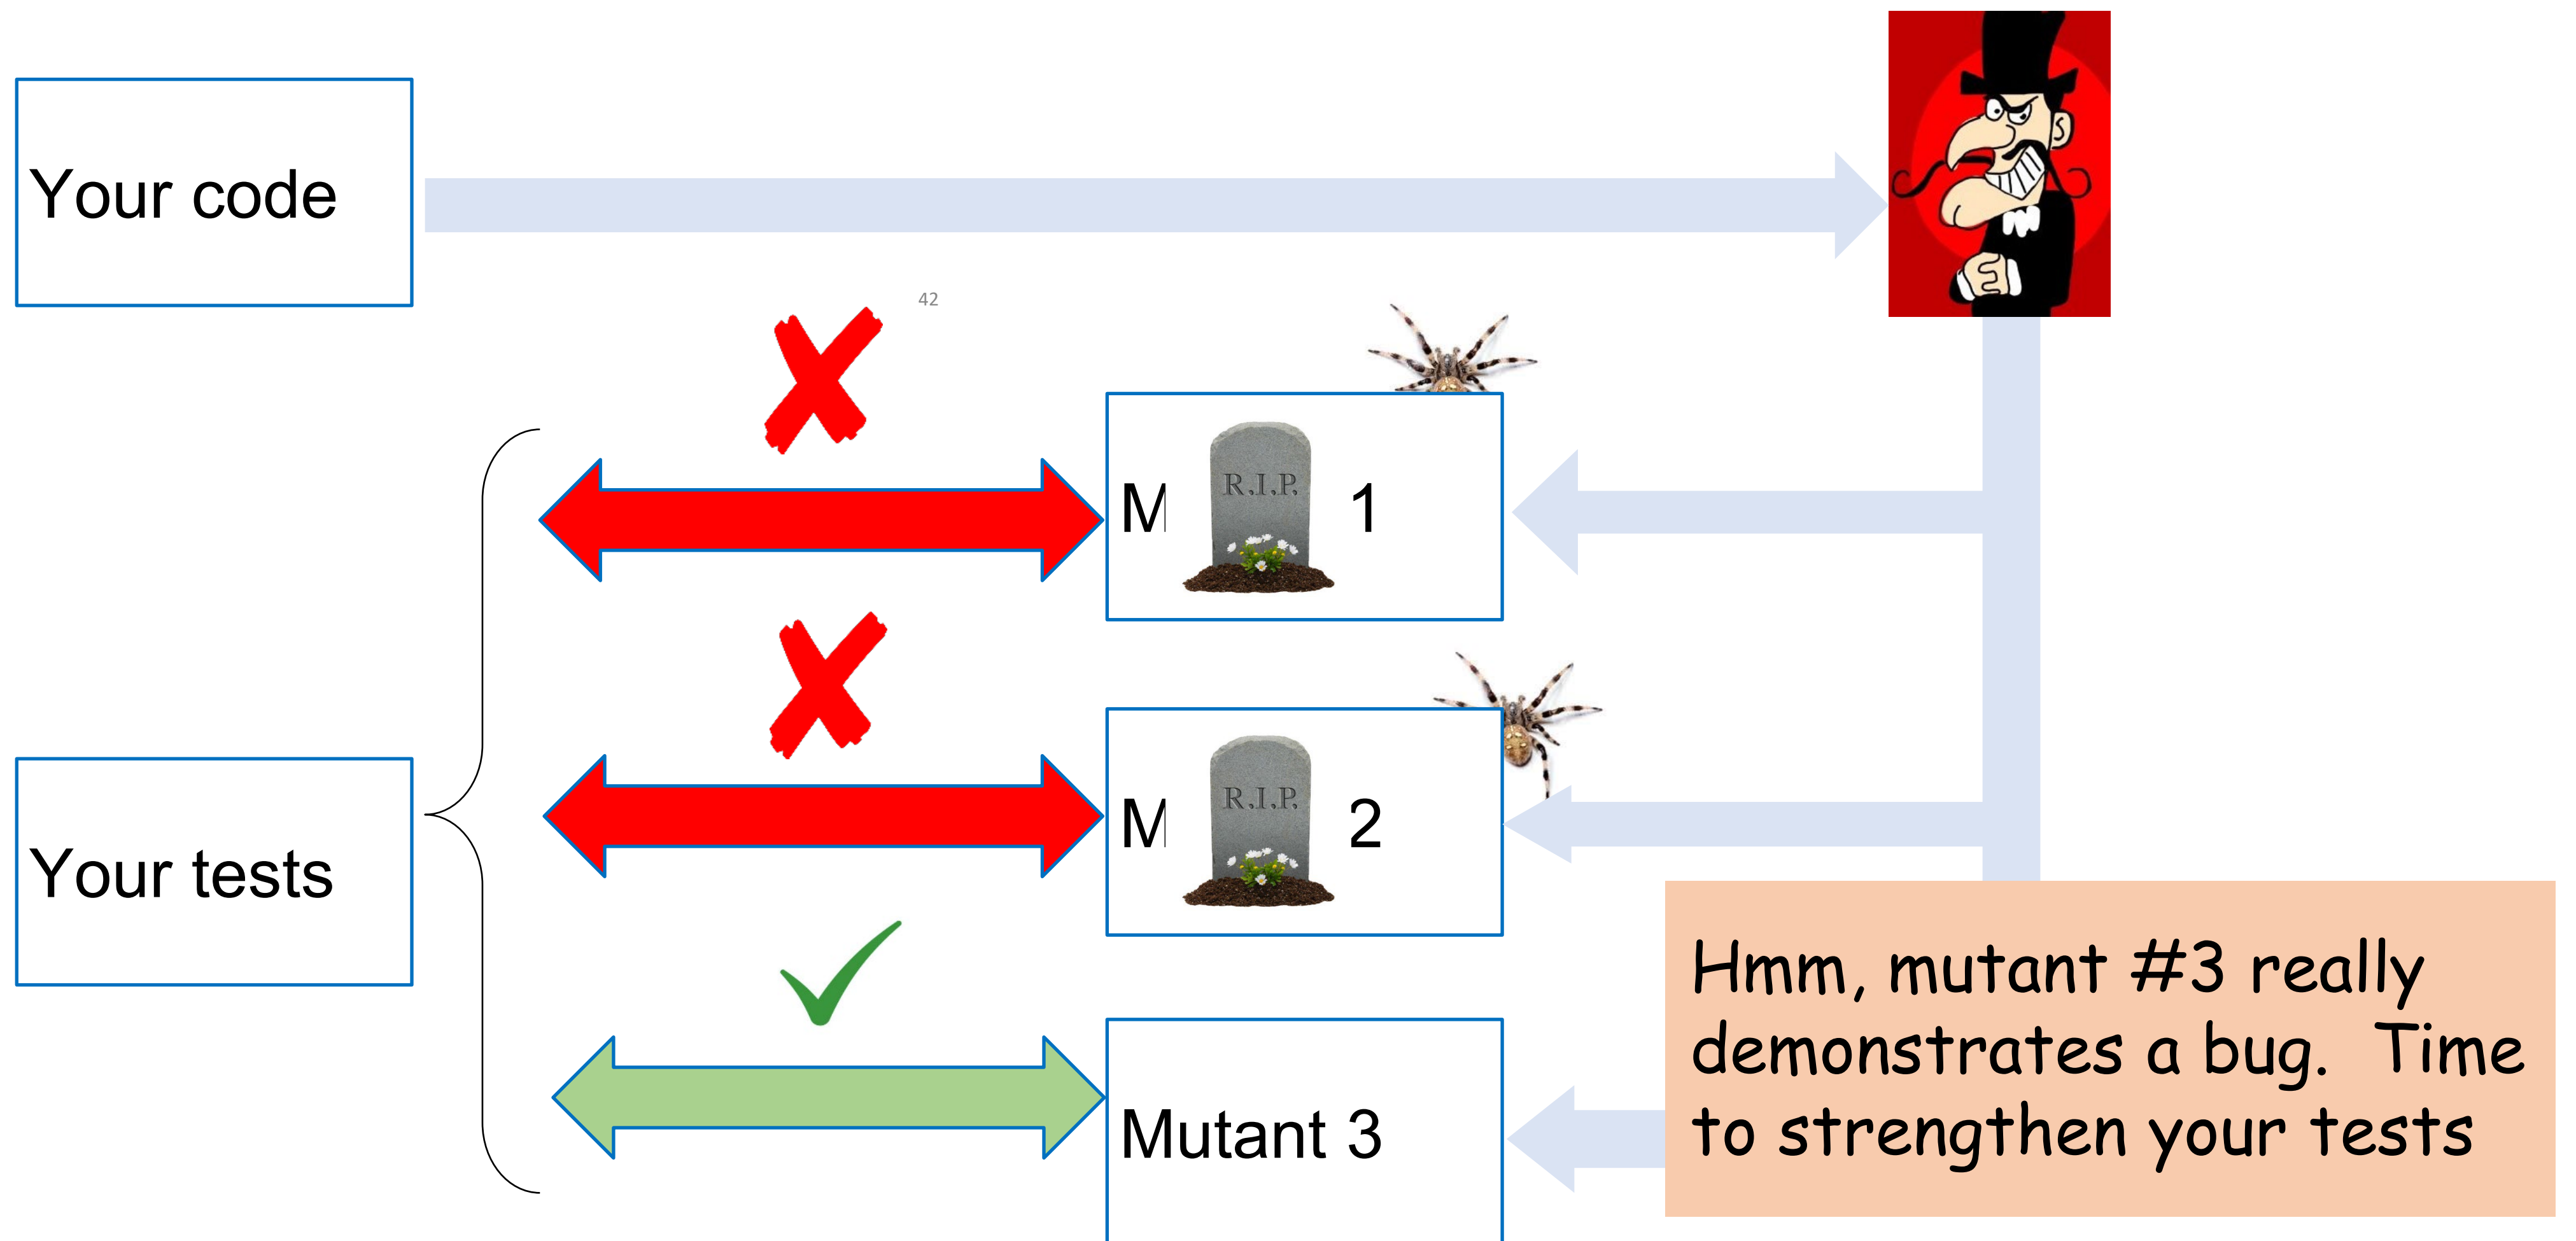 Your code
42
R.I.P.
M 1
R.I.P.
M 2
Your tests
Mutant 3
Hmm, mutant #3 really
demonstrates a bug. Time
to strengthen your tests